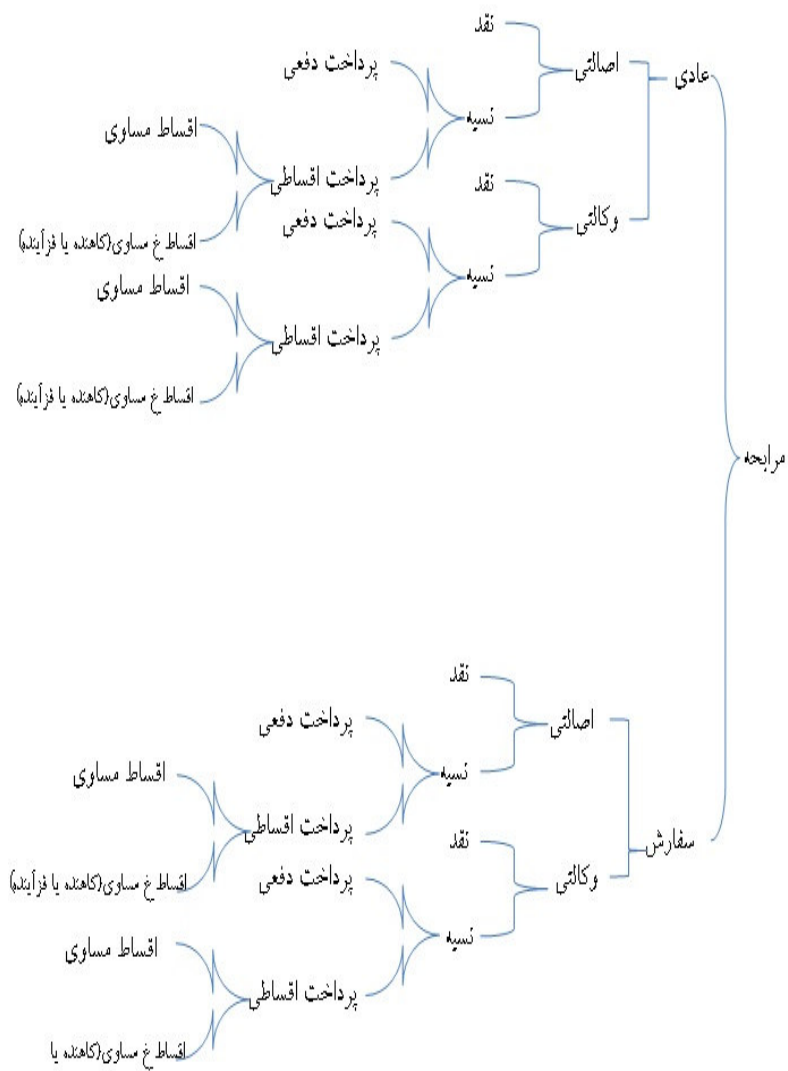 مرابحه
عادی
اصالتی
نقد
نسیه
پرداخت دفعی
پرداخت اقساطی
اقساط مساوی
اقساط غ مساوی(کاهنده یا فزآینده)
وکالتی
نقد
نسیه
پرداخت دفعی
پرداخت اقساطی
اقساط مساوی
اقساط غ مساوی(کاهنده یا فزآینده)
سفارش
اصالتی
نقد
نسیه
پرداخت دفعی
پرداخت اقساطی
اقساط مساوی
اقساط غ مساوی(کاهنده یا فزآینده)
وکالتی
نقد
نسیه
پرداخت دفعی
پرداخت اقساطی
اقساط مساوی
اقساط غ مساوی(کاهنده یا